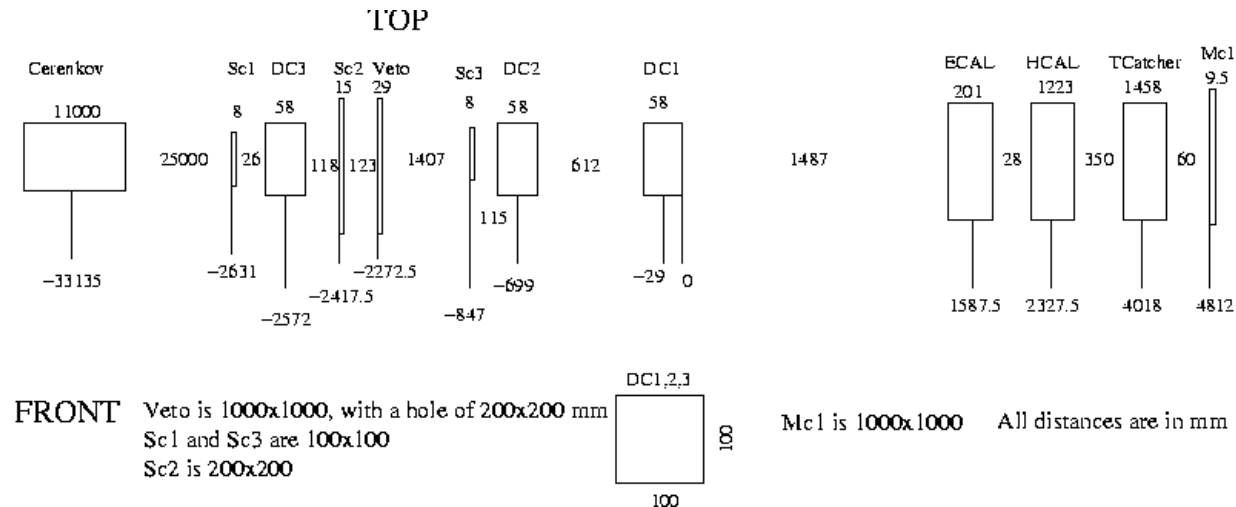 TOP
Cerenkov Sc1 DC3 Sc2 Veto Sc3 DC2 DC1 ECAL HCAL TCatcher Mc1
11000 8 58 15 29 8 58 58 201 1223 1458 9.5
25000 26 118 123 1407 612 1487 28 350 60
115
−33135 −2631 −2572 −2417.5 −2272.5 −847 −699 −29 0 1587.5 2327.5 4018 4812
DC1,2,3
FRONT Veto is 1000x1000, with a hole of 200x200 mm
Sc1 and Sc3 are 100x100
Sc2 is 200x200
100
100
Mc1 is 1000x1000 All distances are in mm